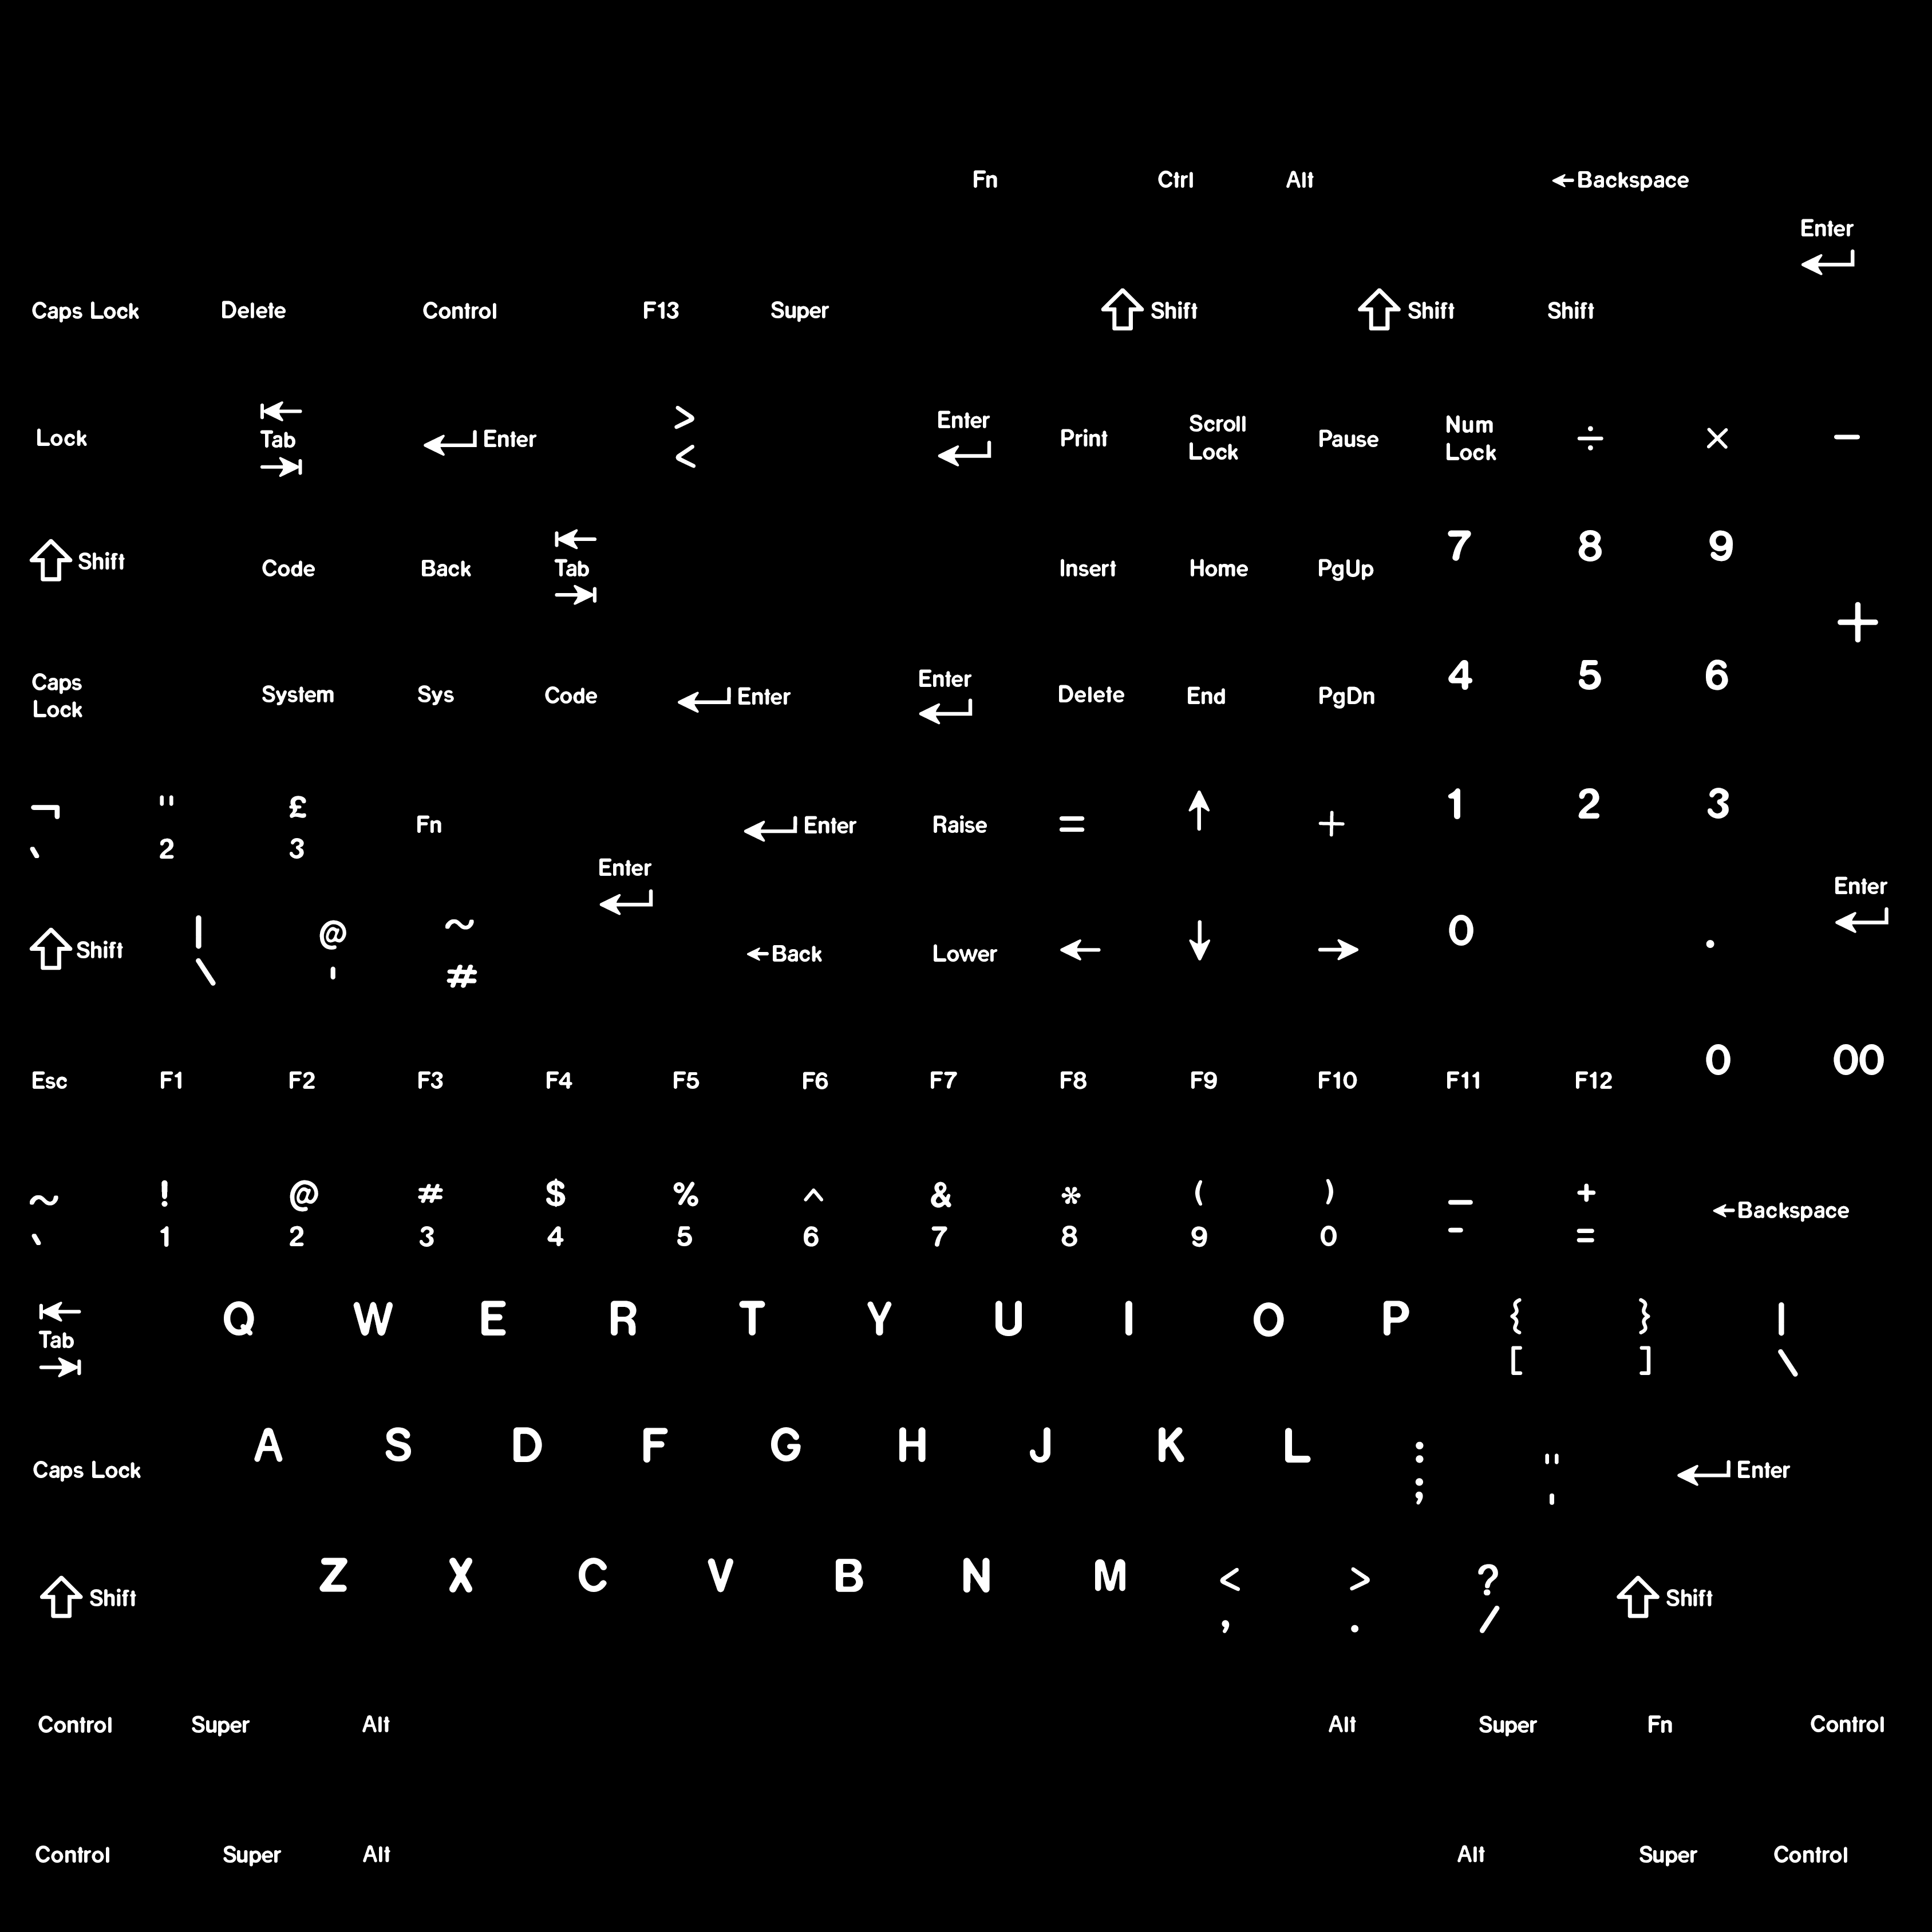 Fn Ctrl Alt ←Backspace
Enter
↵
Caps Lock Delete Control F13 Super ⇧ Shift ⇧ Shift Shift
Lock ⇤ Tab ⇥ ↵ Enter > < Enter ↵ Print Scroll Lock Pause Num Lock ÷ × −
⇧ Shift Code Back ⇤ Tab ⇥ Insert Home PgUp 7 8 9
+
Caps Lock System Sys Code ↵ Enter Enter ↵ Delete End PgDn 4 5 6
¬ " £ Fn ↵ Enter Raise = ↑ + 1 2 3
` 2 3
Enter ↵ Enter ↵
⇧ Shift | @ ~ ←Back Lower ← ↓ → 0 .
\ ' #
Esc F1 F2 F3 F4 F5 F6 F7 F8 F9 F10 F11 F12 0 00
~ ! @ # $ % ^ & * ( ) _ + ←Backspace
` 1 2 3 4 5 6 7 8 9 0 - =
⇤ Tab ⇥ Q W E R T Y U I O P { } |
[ ] \
Caps Lock A S D F G H J K L : " ↵ Enter
; '
⇧ Shift Z X C V B N M < > ? ⇧ Shift
, . /
Control Super Alt Alt Super Fn Control
Control Super Alt Alt Super Control